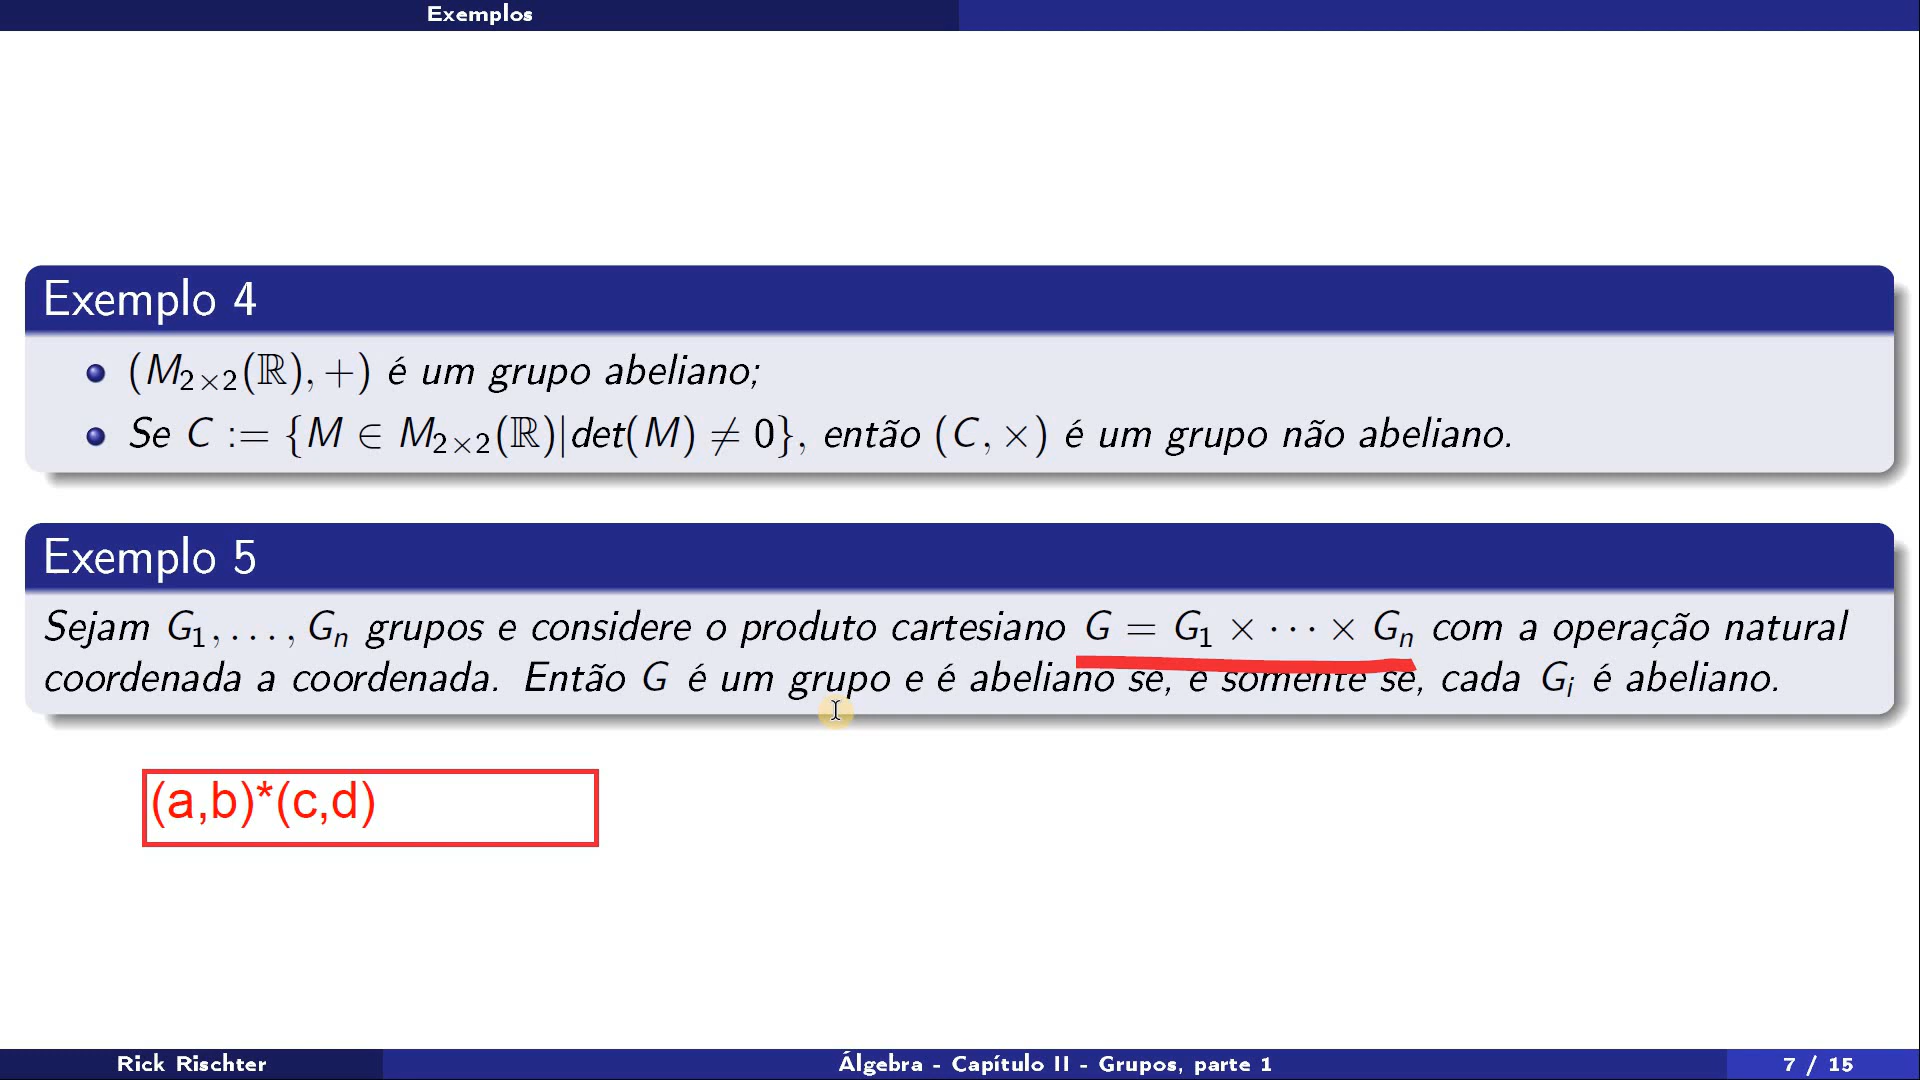 Exemplos
Exemplo 4
(M₂ₓ₂(ℝ), +) é um grupo abeliano;
Se C := {M ∈ M₂ₓ₂(ℝ)|det(M) ≠ 0}, então (C, ×) é um grupo não abeliano.
Exemplo 5
Sejam G₁, . . . , Gₙ grupos e considere o produto cartesiano G = G₁ × · · · × Gₙ com a operação natural
coordenada a coordenada. Então G é um grupo e é abeliano se, e somente se, cada Gᵢ é abeliano.
(a,b)*(c,d)
Rick Rischter
Álgebra - Capítulo II - Grupos, parte 1
7 / 15